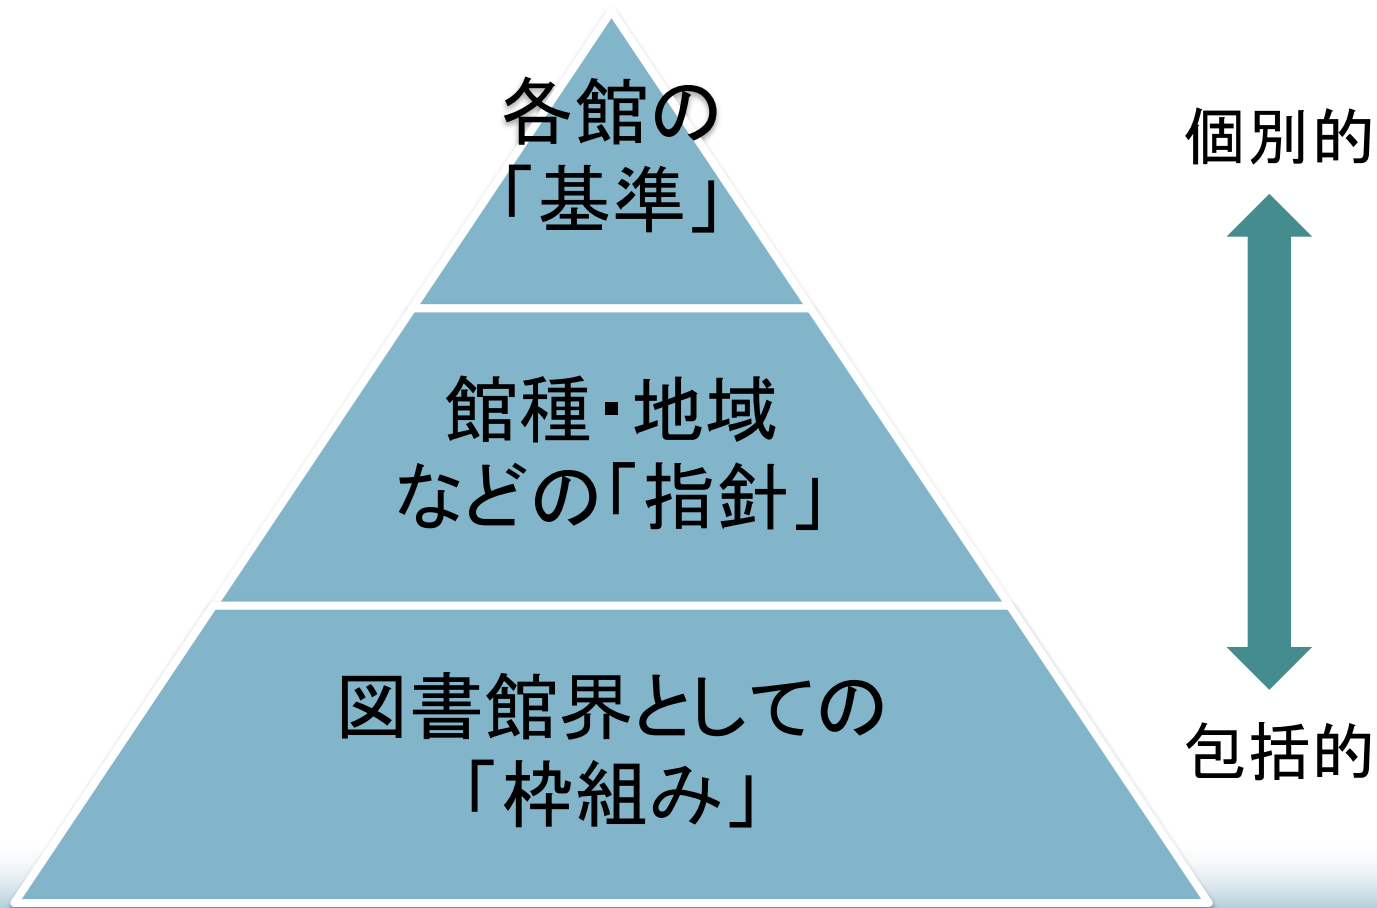 各館の
「基準」
館種・地域
などの「指針」
図書館界としての
「枠組み」
個別的
包括的